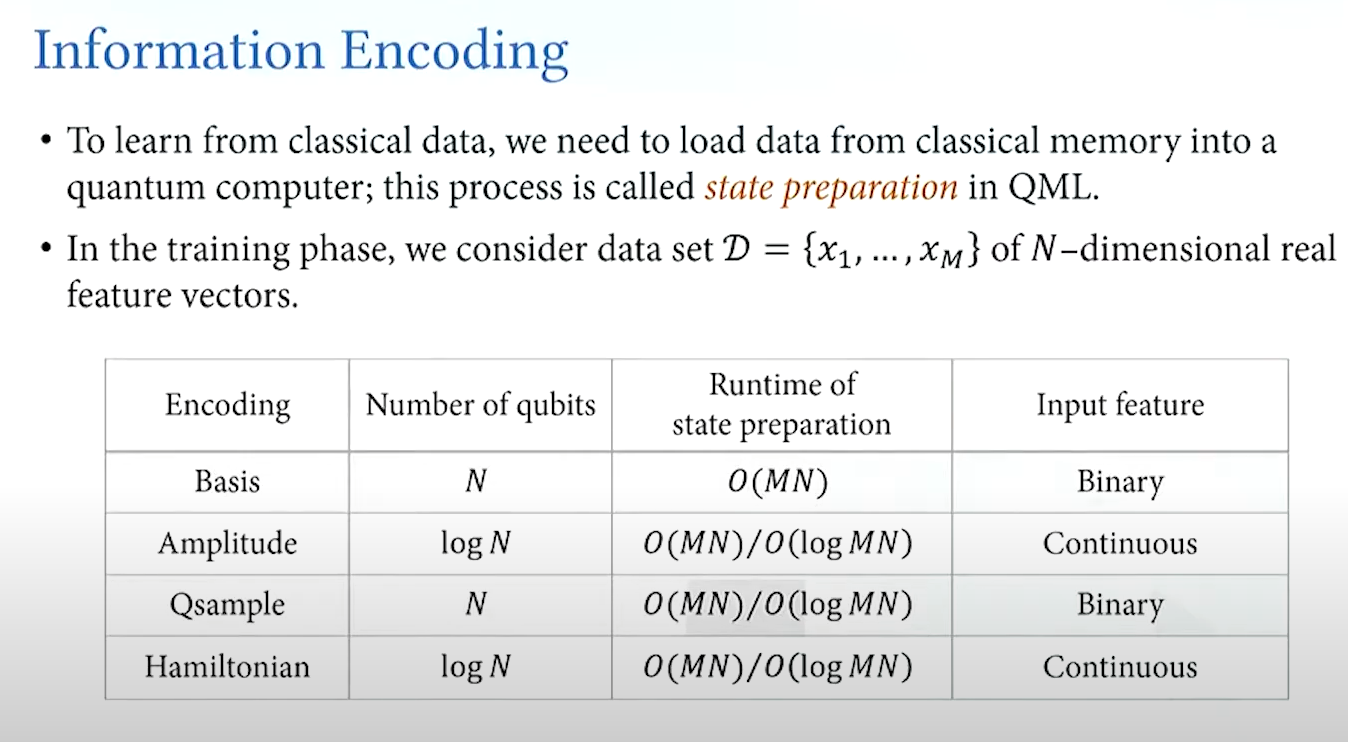 Information Encoding
• To learn from classical data, we need to load data from classical memory into a
quantum computer; this process is called state preparation in QML.
• In the training phase, we consider data set 𝒟 = {x₁, … , x_M} of N–dimensional real
feature vectors.
Encoding | Number of qubits | Runtime of state preparation | Input feature
Basis | N | O(MN) | Binary
Amplitude | log N | O(MN)/O(log MN) | Continuous
Qsample | N | O(MN)/O(log MN) | Binary
Hamiltonian | log N | O(MN)/O(log MN) | Continuous